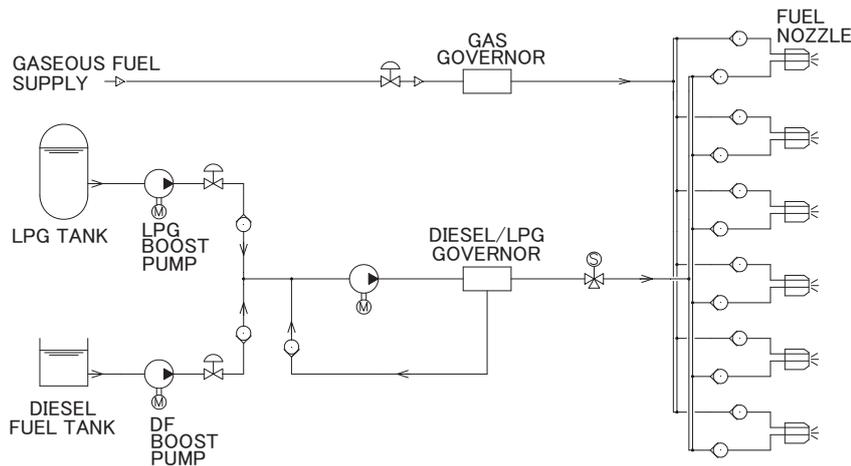 FUEL
NOZZLE
GAS
GOVERNOR
GASEOUS FUEL
SUPPLY
LPG TANK
M
LPG
BOOST
PUMP
DIESEL/LPG
GOVERNOR
S
M
DIESEL
FUEL TANK
M
DF
BOOST
PUMP